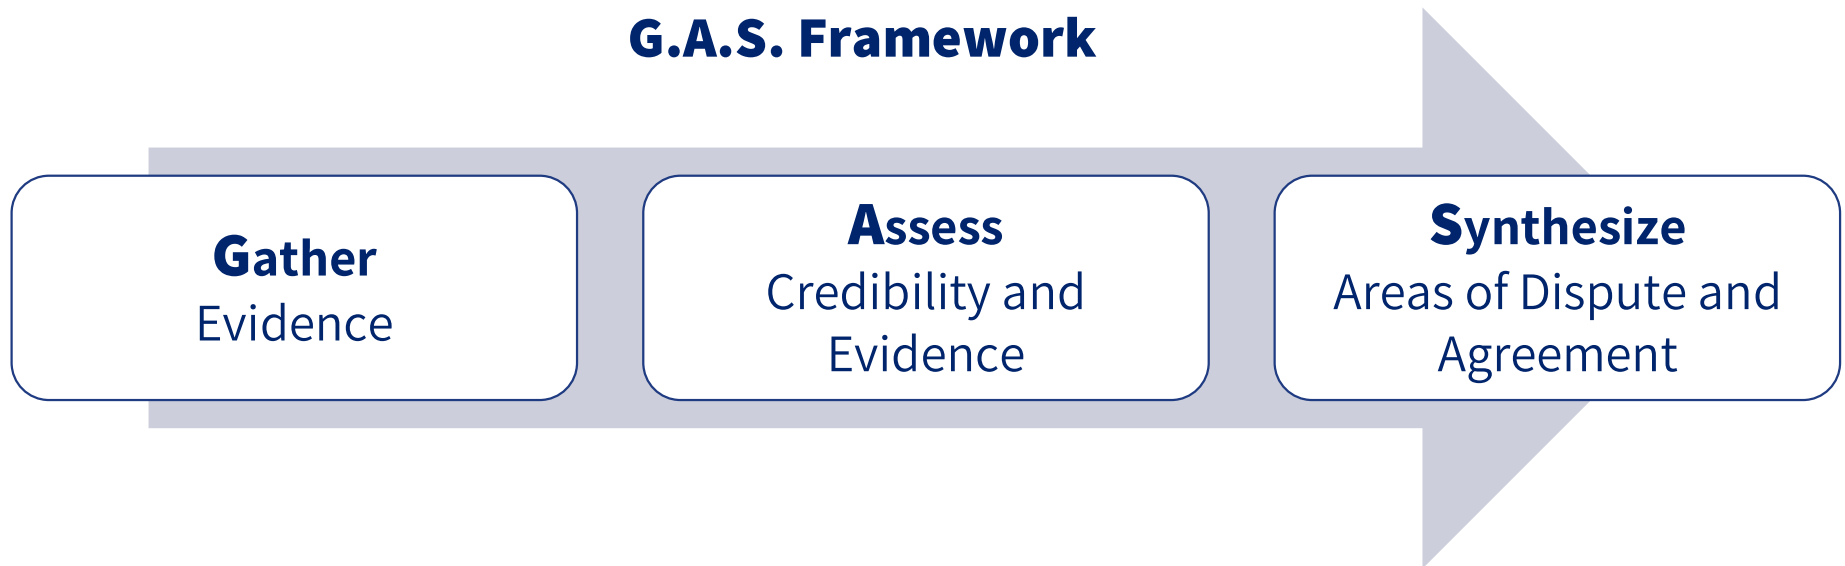 G.A.S. Framework
Gather
Evidence
Assess
Credibility and
Evidence
Synthesize
Areas of Dispute and
Agreement